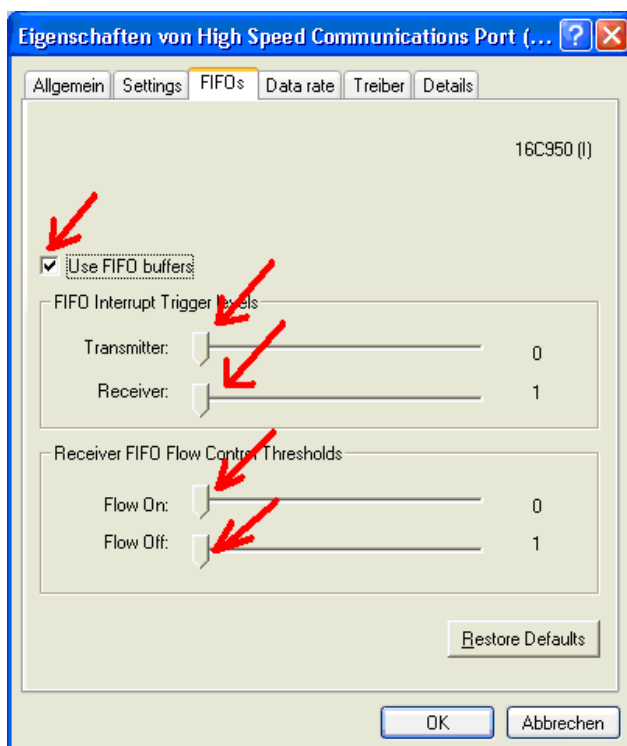 Eigenschaften von High Speed Communications Port (...
Allgemein Settings FIFOs Data rate Treiber Details
16C950 (I)
Use FIFO buffers
FIFO Interrupt Trigger levels
Transmitter: 0
Receiver: 1
Receiver FIFO Flow Control Thresholds
Flow On: 0
Flow Off: 1
Restore Defaults
OK Abbrechen